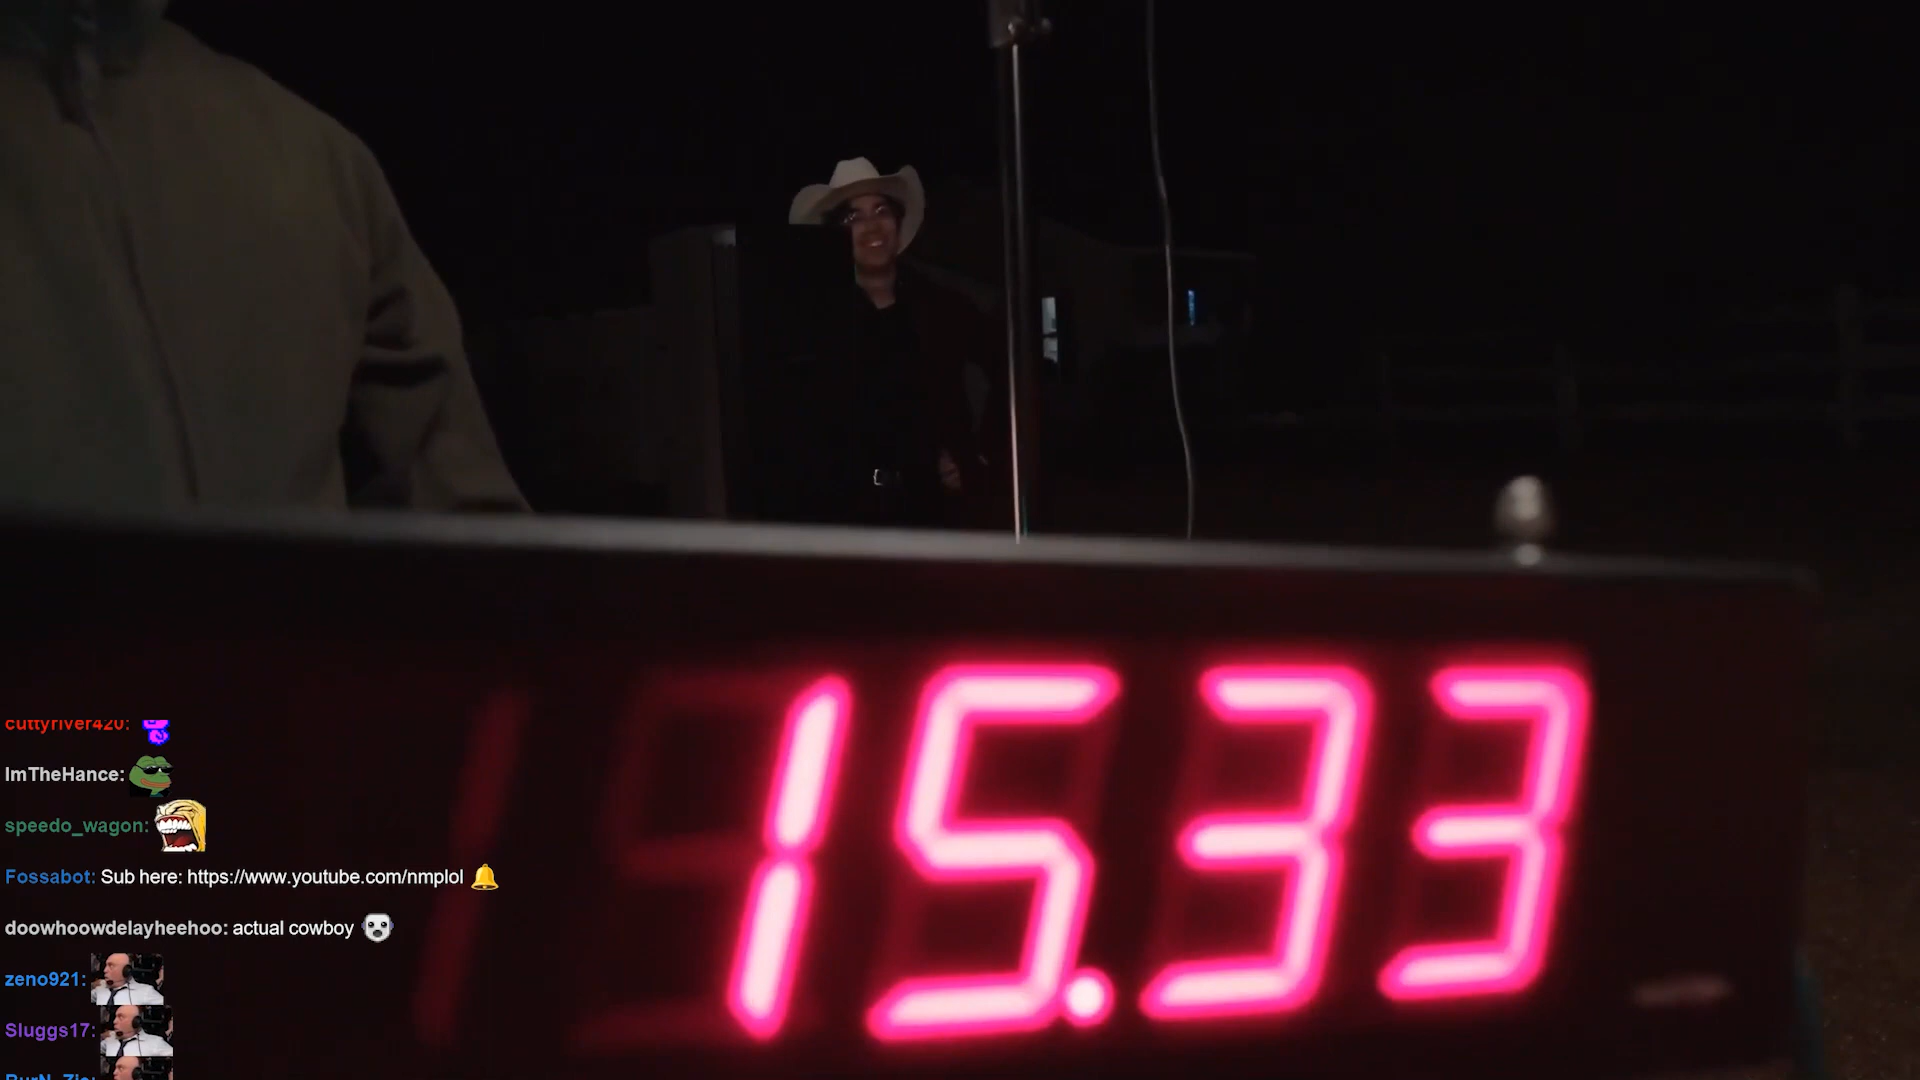 15.33
cuttyriver420:
ImTheHance:
speedo_wagon:
Fossabot: Sub here: https://www.youtube.com/nmplol
doowhoowdelayheehoo: actual cowboy
zeno921:
Sluggs17: